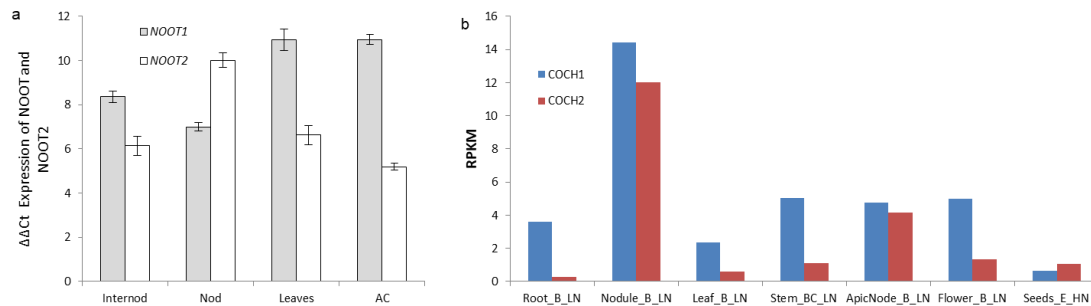 a
ΔΔCt Expression of NOOT and
NOOT2
12
10
8
6
4
2
0
NOOT1
NOOT2
Internod Nod Leaves AC
b
RPKM
16
14
12
10
8
6
4
2
0
COCH1
COCH2
Root_B_LN Nodule_B_LN Leaf_B_LN Stem_BC_LN ApicNode_B_LN Flower_B_LN Seeds_E_HN